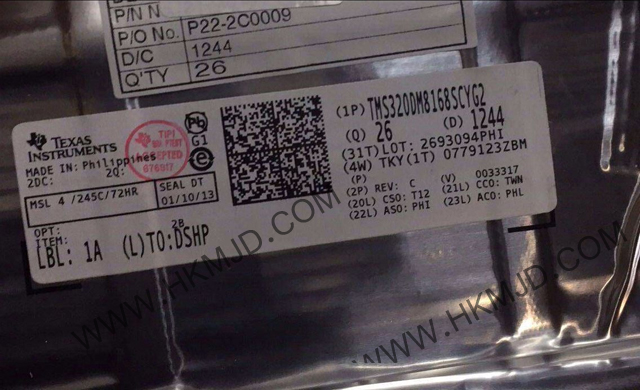 P/N N
P/O No. P22-2C0009
D/C 1244
Q'TY 26
TEXAS
INSTRUMENTS
MADE IN: Philippines
2DC: 2Q:
MSL 4 /245C/72HR
SEAL DT
01/10/13
OPT:
ITEM: 2B
LBL: 1A (L)TO:DSHP
TIPI
ACCEPTED
Pb
G1
e
(1P) TMS320DM8168SCYG2
(Q) 26 (D) 1244
(31T)LOT: 2693094PHI
(4W) TKY(1T) 0779123ZBM
(P)
(2P) REV: C (V) 0033317
(20L) CSO: T12 (21L) CCO: TWN
(22L) ASO: PHI (23L) ACO: PHL
WWW.HKMJD.COM
WWW.HKMJD.COM